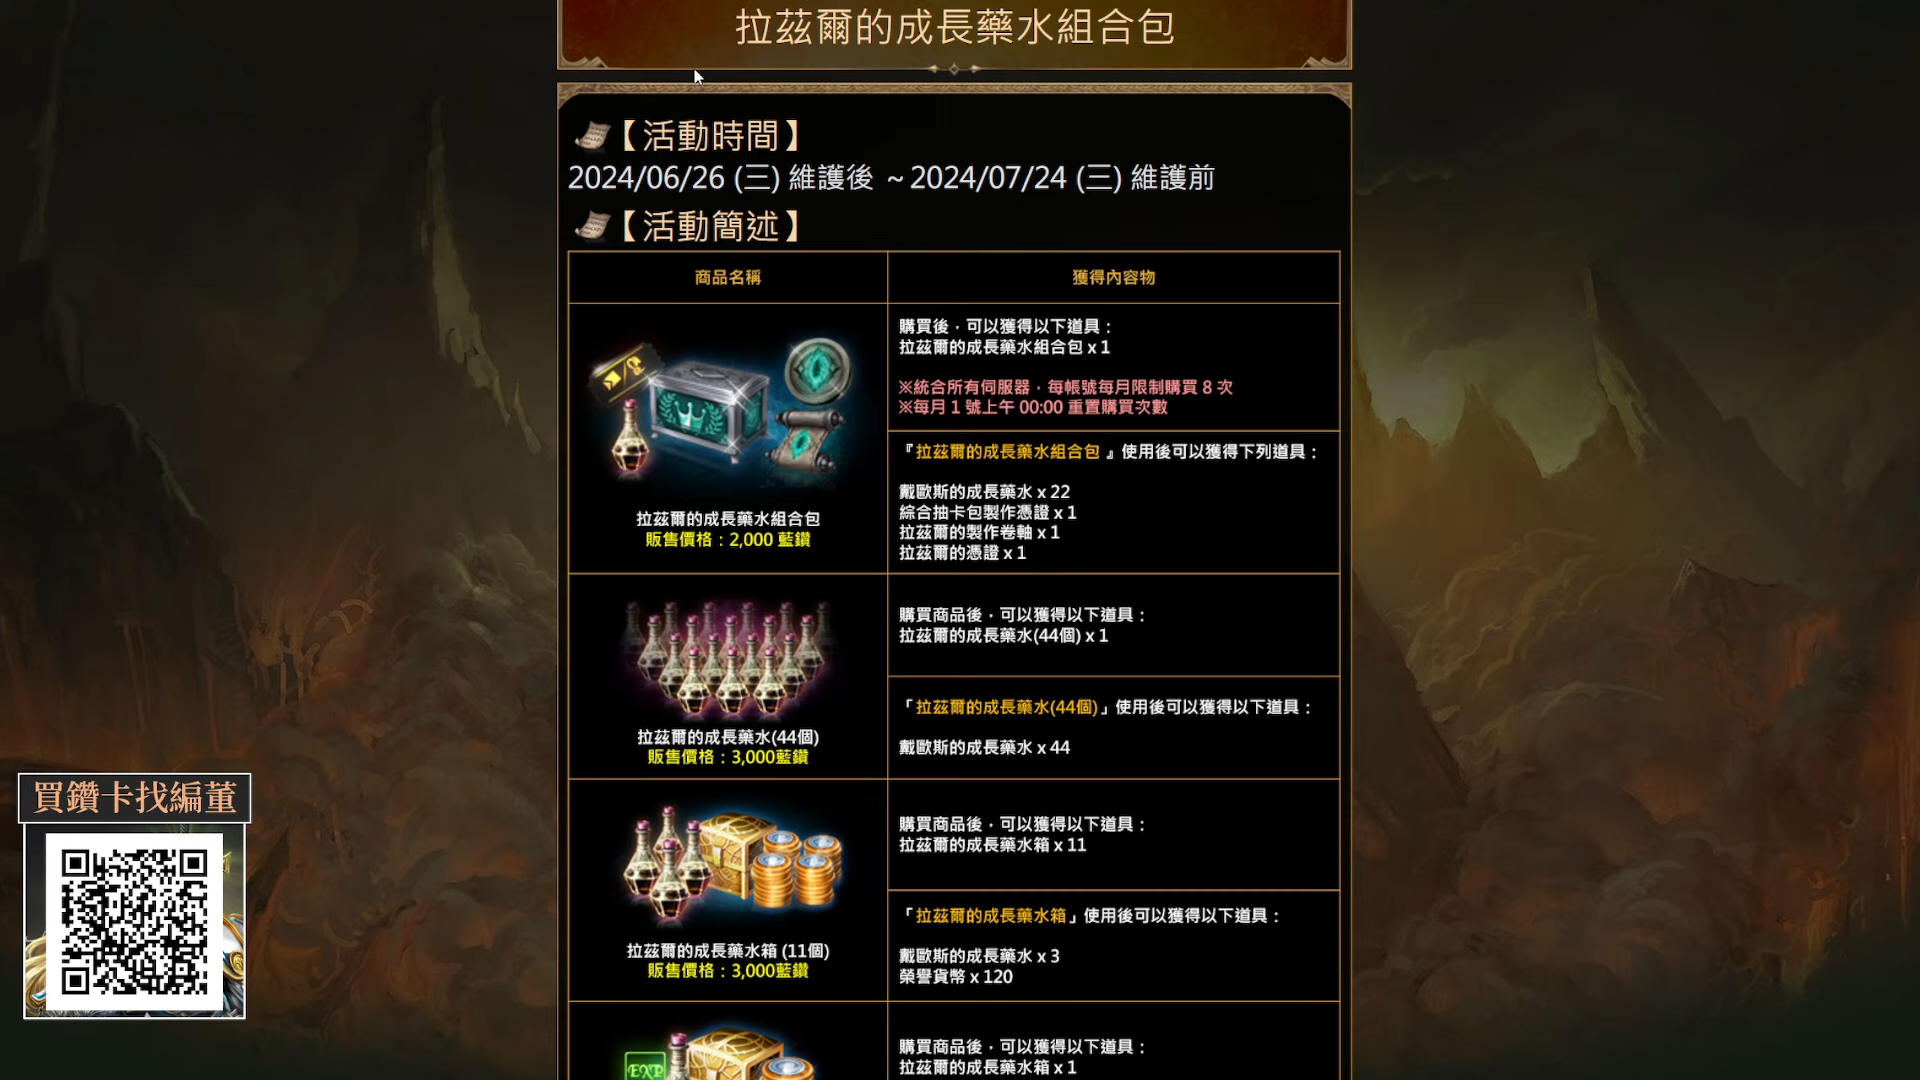 拉茲爾的成長藥水組合包
【活動時間】
2024/06/26 (三) 維護後 ~2024/07/24 (三) 維護前
【活動簡述】
商品名稱
獲得內容物
拉茲爾的成長藥水組合包
販售價格：2,000 藍鑽
購買後，可以獲得以下道具：
拉茲爾的成長藥水組合包 x 1
※統合所有伺服器，每帳號每月限制購買 8 次
※每月 1 號上午 00:00 重置購買次數
『拉茲爾的成長藥水組合包 』使用後可以獲得下列道具：
戴歐斯的成長藥水 x 22
綜合抽卡包製作憑證 x 1
拉茲爾的製作卷軸 x 1
拉茲爾的憑證 x 1
拉茲爾的成長藥水(44個)
販售價格：3,000藍鑽
購買商品後，可以獲得以下道具：
拉茲爾的成長藥水(44個) x 1
「拉茲爾的成長藥水(44個)」使用後可以獲得以下道具：
戴歐斯的成長藥水 x 44
拉茲爾的成長藥水箱 (11個)
販售價格：3,000藍鑽
購買商品後，可以獲得以下道具：
拉茲爾的成長藥水箱 x 11
「拉茲爾的成長藥水箱」使用後可以獲得以下道具：
戴歐斯的成長藥水 x 3
榮譽貨幣 x 120
EXP
購買商品後，可以獲得以下道具：
拉茲爾的成長藥水箱 x 1
買鑽卡找編董